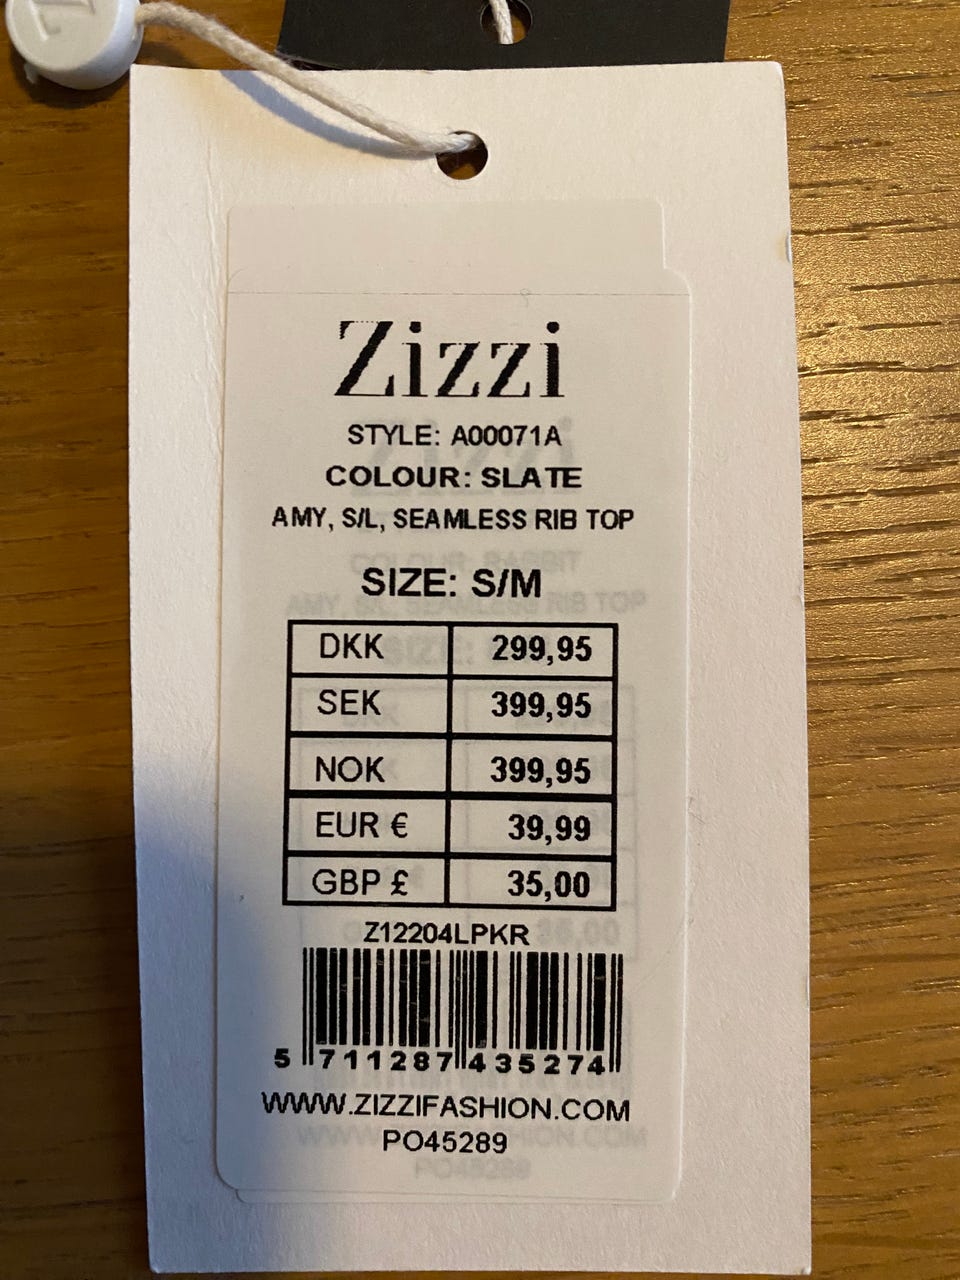 Zizzi
STYLE: A00071A
COLOUR: SLATE
AMY, S/L, SEAMLESS RIB TOP
SIZE: S/M
DKK 299,95
SEK 399,95
NOK 399,95
EUR € 39,99
GBP £ 35,00
Z12204LPKR
5 711287 435274
WWW.ZIZZIFASHION.COM
PO45289